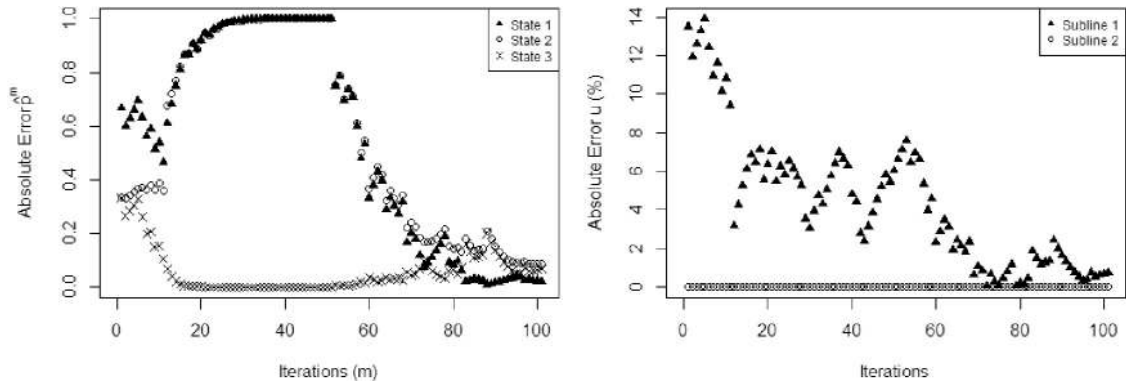 Absolute Error p̂ᵐ
0.0 0.2 0.4 0.6 0.8 1.0
State 1
State 2
State 3
0 20 40 60 80 100
Iterations (m)
Absolute Error u (%)
0 2 4 6 8 10 12 14
Subline 1
Subline 2
0 20 40 60 80 100
Iterations